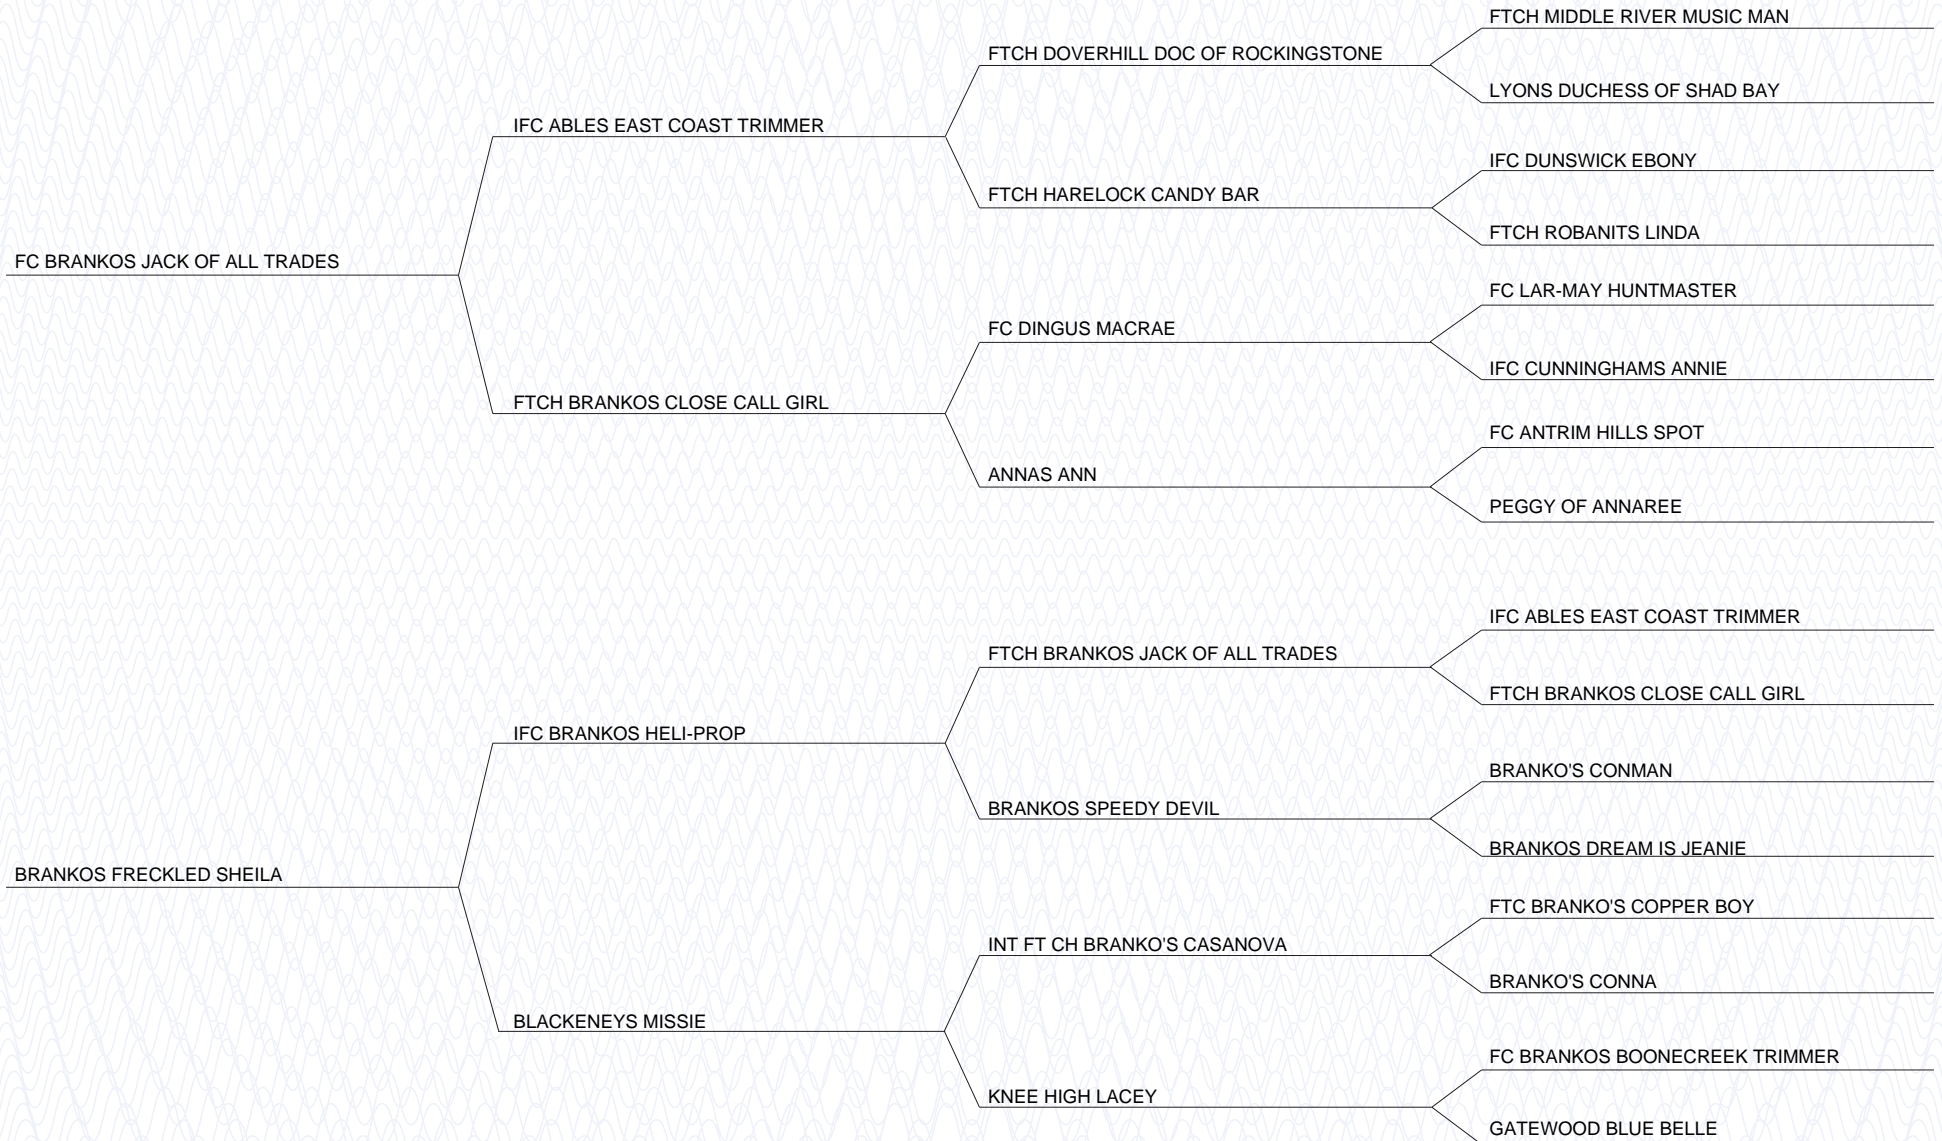 FTCH MIDDLE RIVER MUSIC MAN
FTCH DOVERHILL DOC OF ROCKINGSTONE
LYONS DUCHESS OF SHAD BAY
IFC ABLES EAST COAST TRIMMER
IFC DUNSWICK EBONY
FTCH HARELOCK CANDY BAR
FTCH ROBANITS LINDA
FC BRANKOS JACK OF ALL TRADES
FC LAR-MAY HUNTMASTER
FC DINGUS MACRAE
IFC CUNNINGHAMS ANNIE
FTCH BRANKOS CLOSE CALL GIRL
FC ANTRIM HILLS SPOT
ANNAS ANN
PEGGY OF ANNAREE
IFC ABLES EAST COAST TRIMMER
FTCH BRANKOS JACK OF ALL TRADES
FTCH BRANKOS CLOSE CALL GIRL
IFC BRANKOS HELI-PROP
BRANKO'S CONMAN
BRANKOS SPEEDY DEVIL
BRANKOS DREAM IS JEANIE
BRANKOS FRECKLED SHEILA
FTC BRANKO'S COPPER BOY
INT FT CH BRANKO'S CASANOVA
BRANKO'S CONNA
BLACKENEYS MISSIE
FC BRANKOS BOONECREEK TRIMMER
KNEE HIGH LACEY
GATEWOOD BLUE BELLE